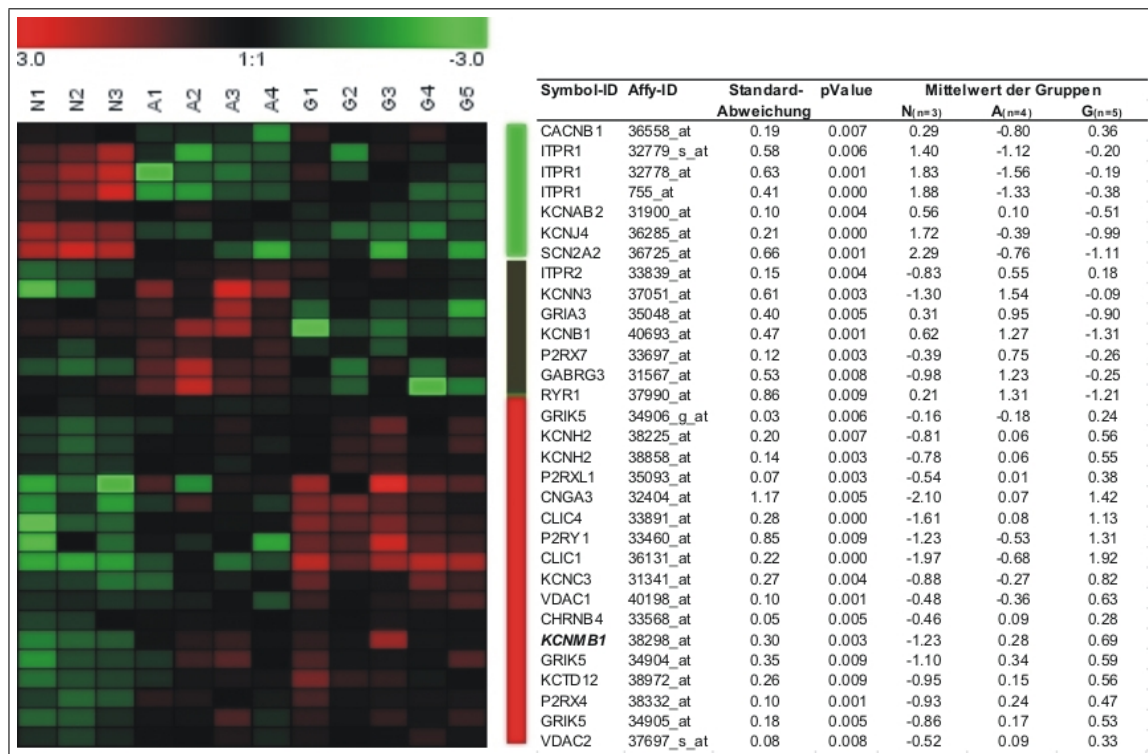 3.0 1:1 -3.0
N1 N2 N3 A1 A2 A3 A4 G1 G2 G3 G4 G5
Symbol-ID Affy-ID Standard- pValue Mittelwert der Gruppen
Abweichung N(n=3) A(n=4) G(n=5)
CACNB1 36558_at 0.19 0.007 0.29 -0.80 0.36
ITPR1 32779_s_at 0.58 0.006 1.40 -1.12 -0.20
ITPR1 32778_at 0.63 0.001 1.83 -1.56 -0.19
ITPR1 755_at 0.41 0.000 1.88 -1.33 -0.38
KCNAB2 31900_at 0.10 0.004 0.56 0.10 -0.51
KCNJ4 36285_at 0.21 0.000 1.72 -0.39 -0.99
SCN2A2 36725_at 0.66 0.001 2.29 -0.76 -1.11
ITPR2 33839_at 0.15 0.004 -0.83 0.55 0.18
KCNN3 37051_at 0.61 0.003 -1.30 1.54 -0.09
GRIA3 35048_at 0.40 0.005 0.31 0.95 -0.90
KCNB1 40693_at 0.47 0.001 0.62 1.27 -1.31
P2RX7 33697_at 0.12 0.003 -0.39 0.75 -0.26
GABRG3 31567_at 0.53 0.008 -0.98 1.23 -0.25
RYR1 37990_at 0.86 0.009 0.21 1.31 -1.21
GRIK5 34906_g_at 0.03 0.006 -0.16 -0.18 0.24
KCNH2 38225_at 0.20 0.007 -0.81 0.06 0.56
KCNH2 38858_at 0.14 0.003 -0.78 0.06 0.55
P2RXL1 35093_at 0.07 0.003 -0.54 0.01 0.38
CNGA3 32404_at 1.17 0.005 -2.10 0.07 1.42
CLIC4 33891_at 0.28 0.000 -1.61 0.08 1.13
P2RY1 33460_at 0.85 0.009 -1.23 -0.53 1.31
CLIC1 36131_at 0.22 0.000 -1.97 -0.68 1.92
KCNC3 31341_at 0.27 0.004 -0.88 -0.27 0.82
VDAC1 40198_at 0.10 0.001 -0.48 -0.36 0.63
CHRNB4 33568_at 0.05 0.005 -0.46 0.09 0.28
KCNMB1 38298_at 0.30 0.003 -1.23 0.28 0.69
GRIK5 34904_at 0.35 0.009 -1.10 0.34 0.59
KCTD12 38972_at 0.26 0.009 -0.95 0.15 0.56
P2RX4 38332_at 0.10 0.001 -0.93 0.24 0.47
GRIK5 34905_at 0.18 0.005 -0.86 0.17 0.53
VDAC2 37697_s_at 0.08 0.008 -0.52 0.09 0.33